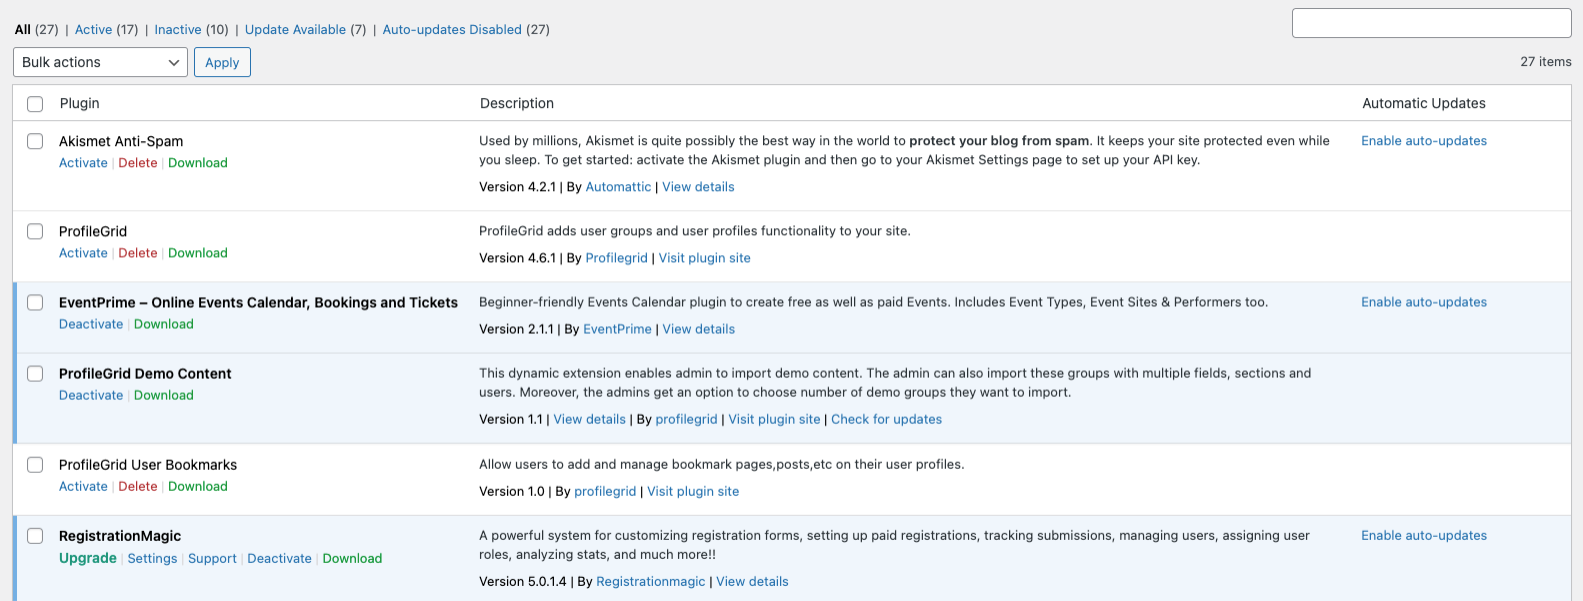 All (27) | Active (17) | Inactive (10) | Update Available (7) | Auto-updates Disabled (27)
Bulk actions Apply 27 items
Plugin Description Automatic Updates
Akismet Anti-Spam
Activate | Delete | Download
Used by millions, Akismet is quite possibly the best way in the world to protect your blog from spam. It keeps your site protected even while
you sleep. To get started: activate the Akismet plugin and then go to your Akismet Settings page to set up your API key.
Version 4.2.1 | By Automattic | View details
Enable auto-updates
ProfileGrid
Activate | Delete | Download
ProfileGrid adds user groups and user profiles functionality to your site.
Version 4.6.1 | By Profilegrid | Visit plugin site
EventPrime – Online Events Calendar, Bookings and Tickets
Deactivate | Download
Beginner-friendly Events Calendar plugin to create free as well as paid Events. Includes Event Types, Event Sites & Performers too.
Version 2.1.1 | By EventPrime | View details
Enable auto-updates
ProfileGrid Demo Content
Deactivate | Download
This dynamic extension enables admin to import demo content. The admin can also import these groups with multiple fields, sections and
users. Moreover, the admins get an option to choose number of demo groups they want to import.
Version 1.1 | View details | By profilegrid | Visit plugin site | Check for updates
ProfileGrid User Bookmarks
Activate | Delete | Download
Allow users to add and manage bookmark pages,posts,etc on their user profiles.
Version 1.0 | By profilegrid | Visit plugin site
RegistrationMagic
Upgrade | Settings | Support | Deactivate | Download
A powerful system for customizing registration forms, setting up paid registrations, tracking submissions, managing users, assigning user
roles, analyzing stats, and much more!!
Version 5.0.1.4 | By Registrationmagic | View details
Enable auto-updates